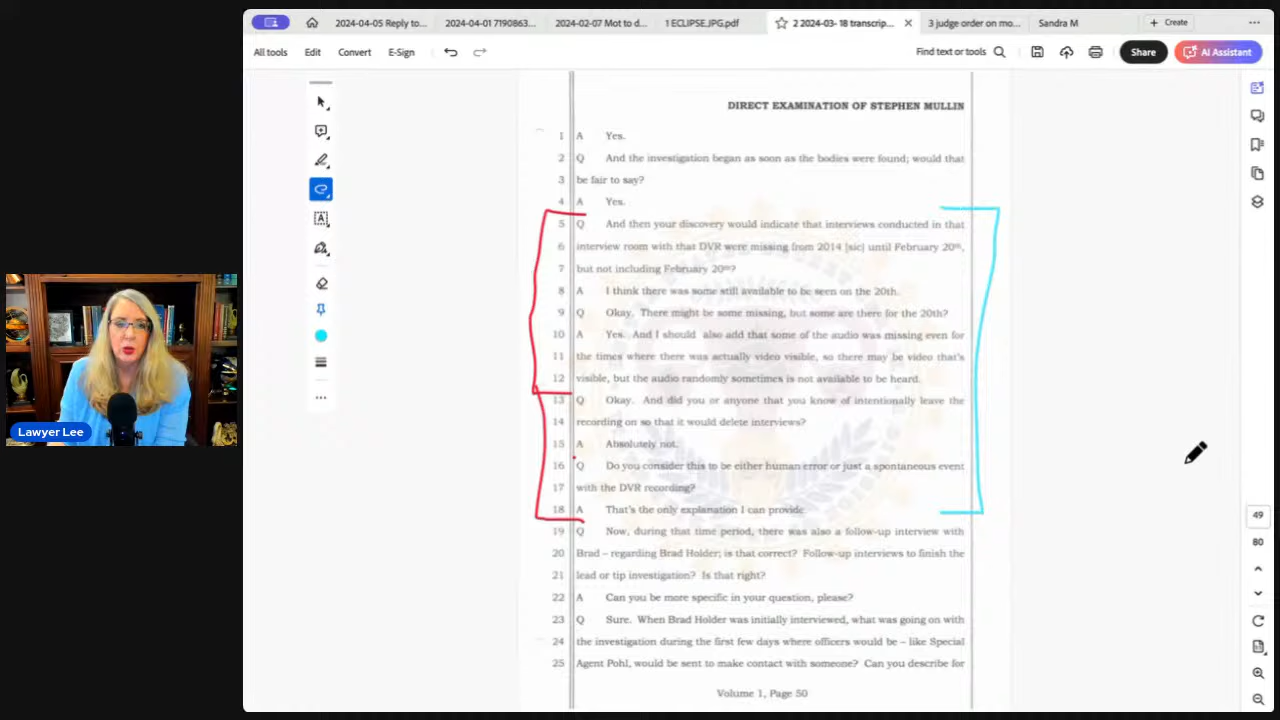 2024-04-05 Reply to...
2024-04-01 7190863...
2024-02-07 Mot to d...
1 ECLIPSE_JPG.pdf
2 2024-03- 18 transcrip...
3 judge order on mo...
Sandra M
Create
All tools
Edit
Convert
E-Sign
Find text or tools
Share
AI Assistant
DIRECT EXAMINATION OF STEPHEN MULLIN
1 A Yes.
2 Q And the investigation began as soon as the bodies were found; would that
3 be fair to say?
4 A Yes.
5 Q And then your discovery would indicate that interviews conducted in that
6 interview room with that DVR were missing from 2014 [sic] until February 20th,
7 but not including February 20th?
8 A I think there was some still available to be seen on the 20th.
9 Q Okay. There might be some missing, but some are there for the 20th?
10 A Yes. And I should also add that some of the audio was missing even for
11 the times where there was actually video visible, so there may be video that's
12 visible, but the audio randomly sometimes is not available to be heard.
13 Q Okay. And did you or anyone that you know of intentionally leave the
14 recording on so that it would delete interviews?
15 A Absolutely not.
16 Q Do you consider this to be either human error or just a spontaneous event
17 with the DVR recording?
18 A That's the only explanation I can provide
19 Q Now, during that time period, there was also a follow-up interview with
20 Brad – regarding Brad Holder; is that correct? Follow-up interviews to finish the
21 lead or tip investigation? Is that right?
22 A Can you be more specific in your question, please?
23 Q Sure. When Brad Holder was initially interviewed, what was going on with
24 the investigation during the first few days where officers would be – like Special
25 Agent Pohl, would be sent to make contact with someone? Can you describe for
Volume 1, Page 50
49
80
Lawyer Lee